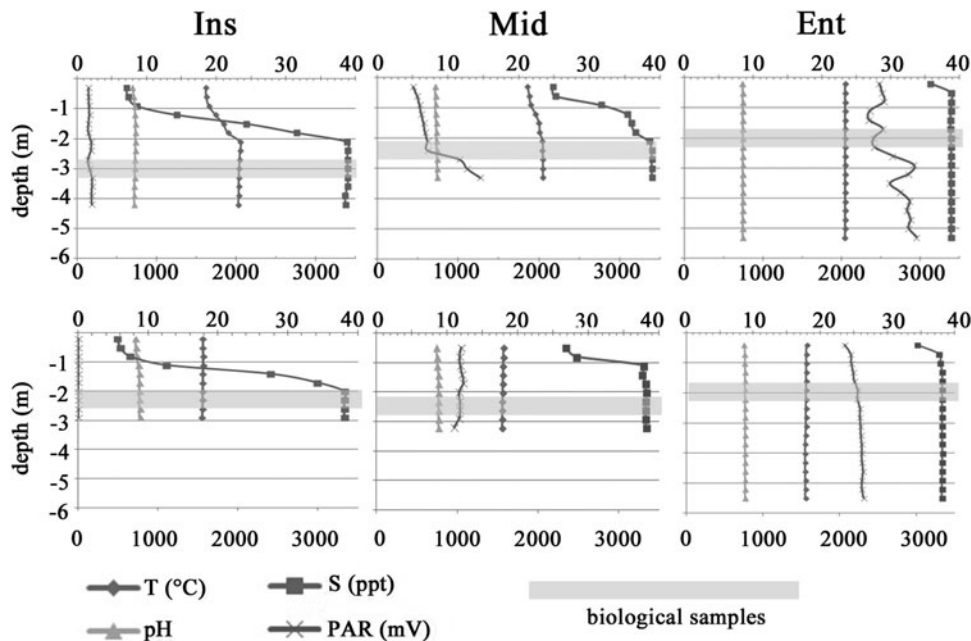 Ins Mid Ent
0 10 20 30 40 0 10 20 30 40 0 10 20 30 40
-1
-2
-3
-4
-5
-6
depth (m)
0 1000 2000 3000 0 1000 2000 3000 0 1000 2000 3000
0 10 20 30 40 0 10 20 30 40 0 10 20 30 40
-1
-2
-3
-4
-5
-6
depth (m)
0 1000 2000 3000 0 1000 2000 3000 0 1000 2000 3000
T (°C) S (ppt)
pH PAR (mV)
biological samples